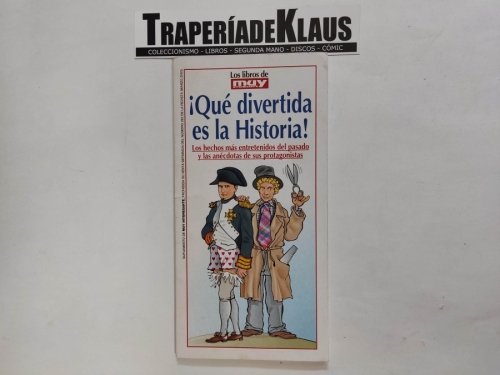 TRAPERÍADEKLAUS
COLECCIONISMO - LIBROS - SEGUNDA MANO - DISCOS - CÓMIC
Los libros de
muy
¡Qué divertida
es la Historia!
Los hechos más entretenidos del pasado
y las anécdotas de sus protagonistas